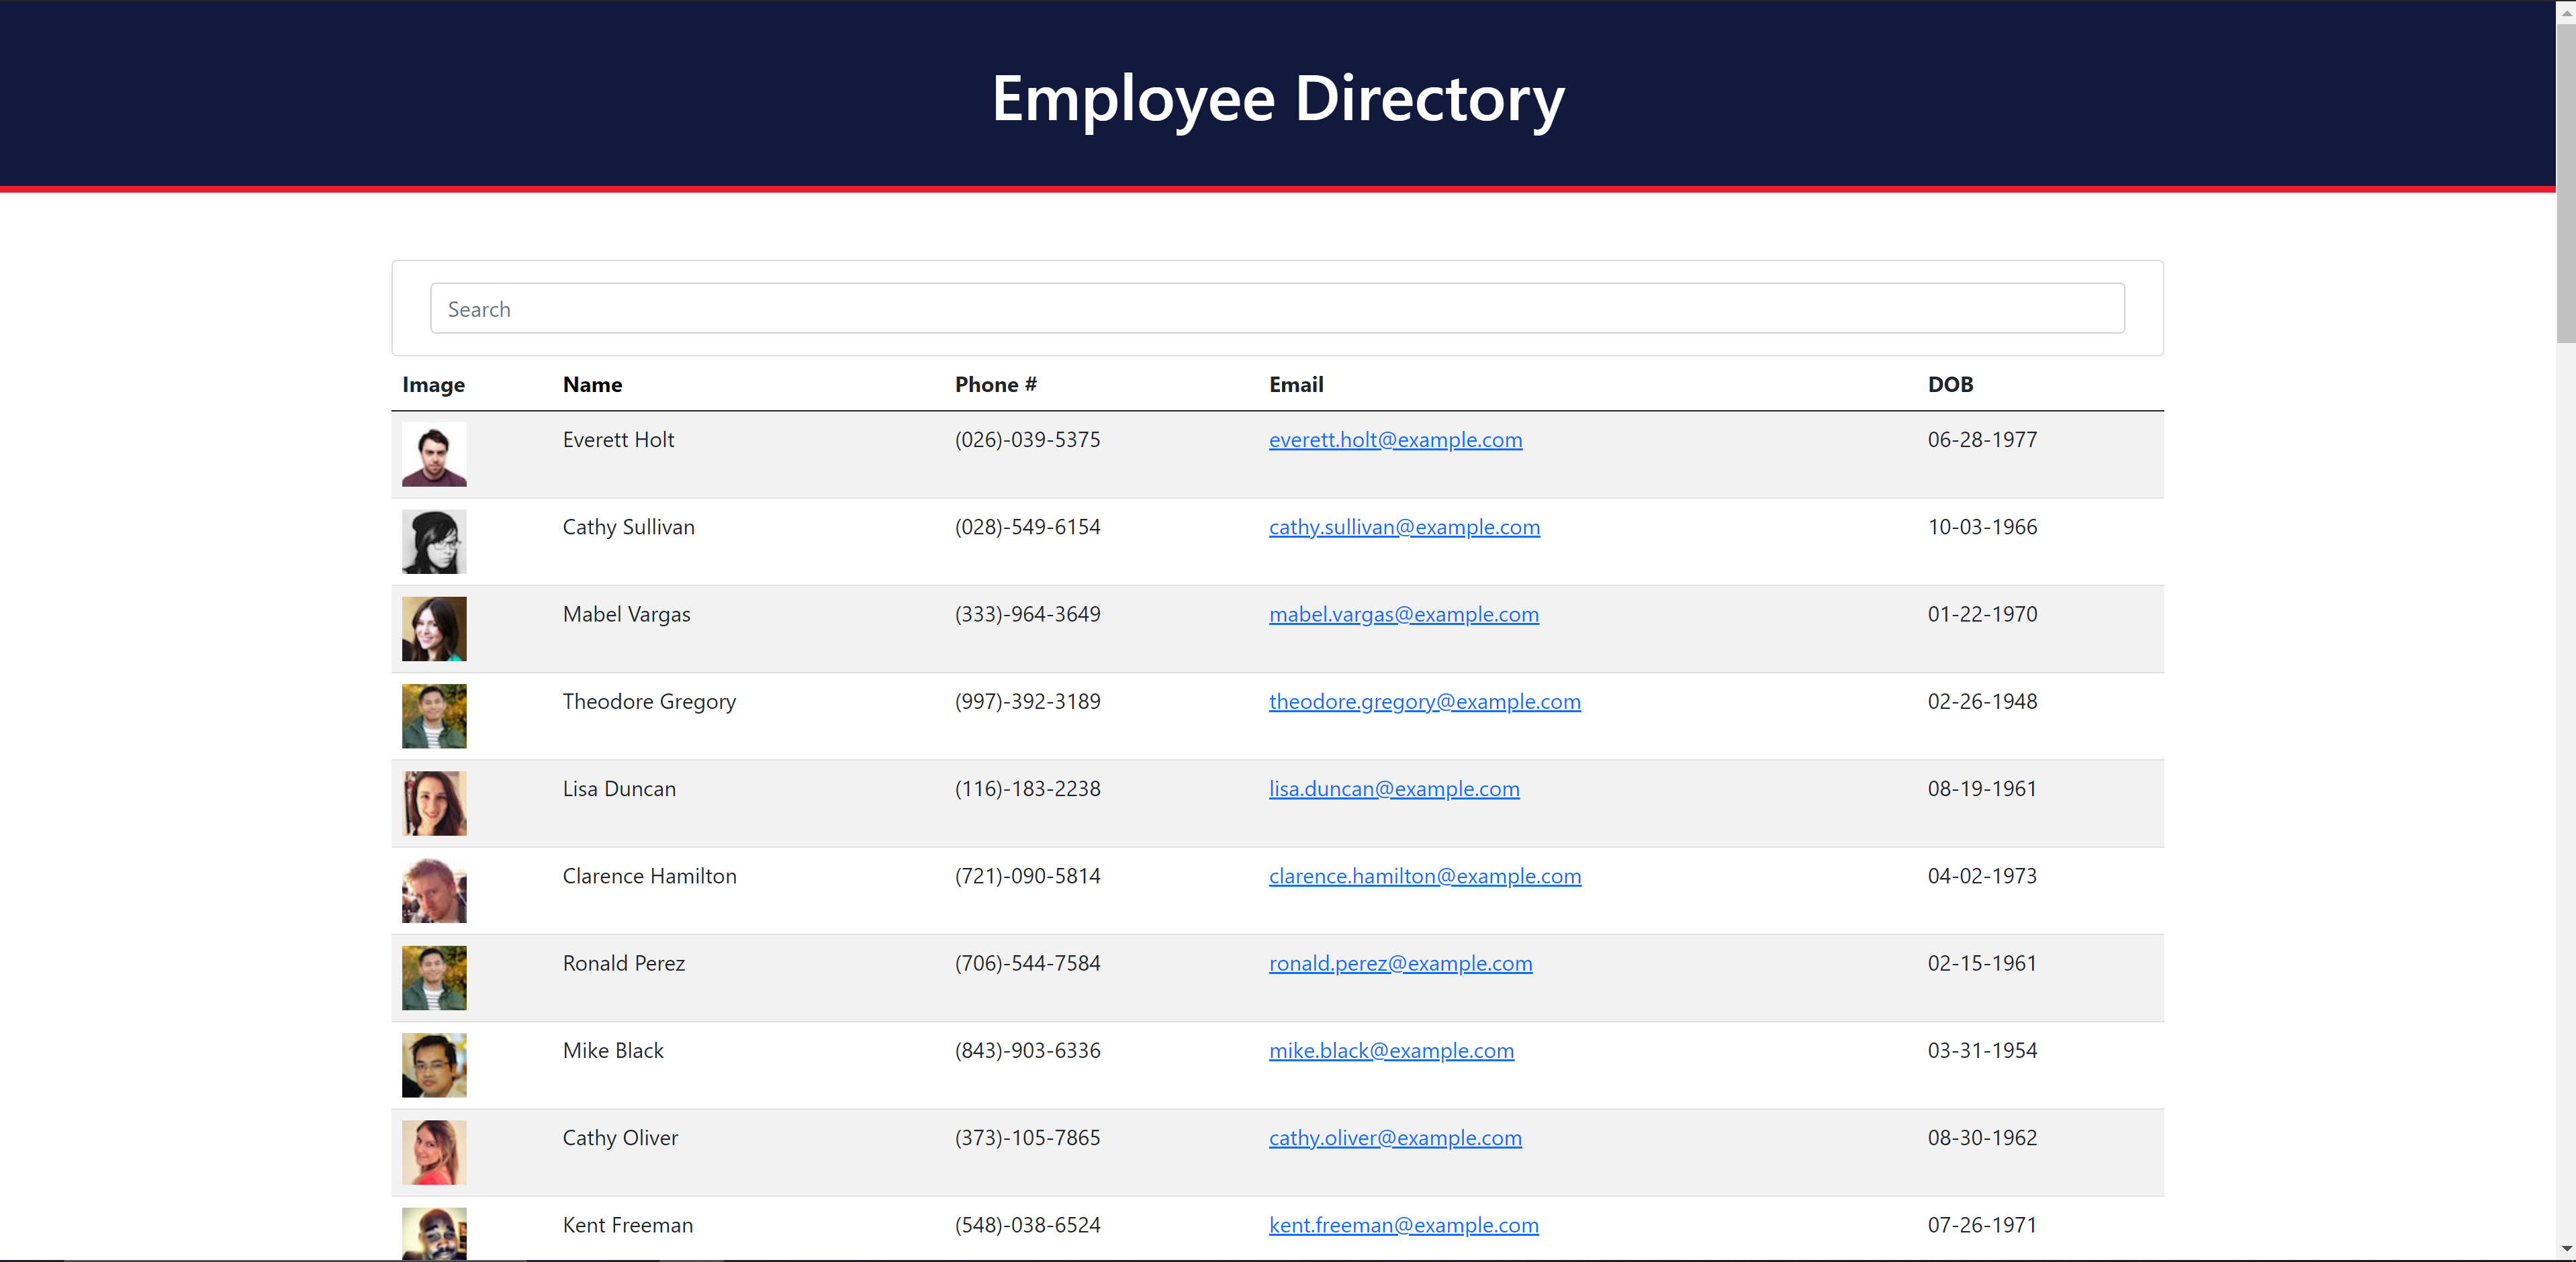 Employee Directory
Search
Image Name Phone # Email DOB
Everett Holt (026)-039-5375 everett.holt@example.com 06-28-1977
Cathy Sullivan (028)-549-6154 cathy.sullivan@example.com 10-03-1966
Mabel Vargas (333)-964-3649 mabel.vargas@example.com 01-22-1970
Theodore Gregory (997)-392-3189 theodore.gregory@example.com 02-26-1948
Lisa Duncan (116)-183-2238 lisa.duncan@example.com 08-19-1961
Clarence Hamilton (721)-090-5814 clarence.hamilton@example.com 04-02-1973
Ronald Perez (706)-544-7584 ronald.perez@example.com 02-15-1961
Mike Black (843)-903-6336 mike.black@example.com 03-31-1954
Cathy Oliver (373)-105-7865 cathy.oliver@example.com 08-30-1962
Kent Freeman (548)-038-6524 kent.freeman@example.com 07-26-1971